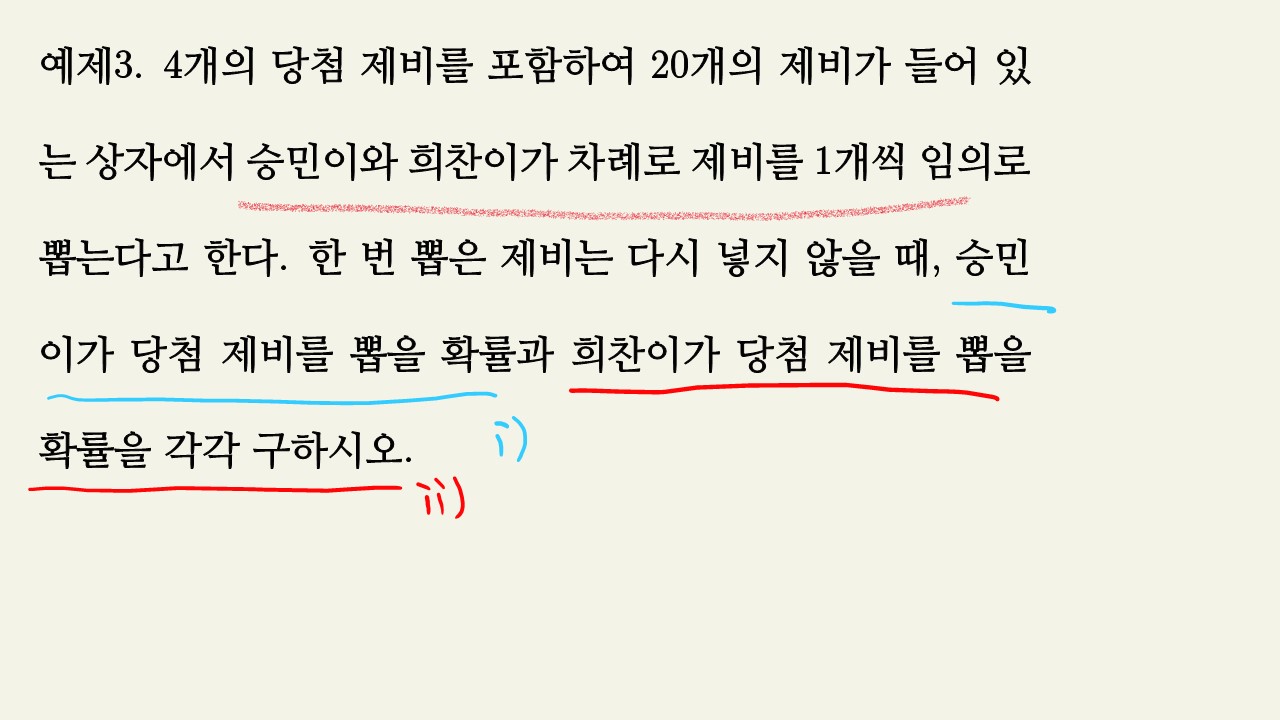 예제3. 4개의 당첨 제비를 포함하여 20개의 제비가 들어 있
는 상자에서 승민이와 희찬이가 차례로 제비를 1개씩 임의로
뽑는다고 한다. 한 번 뽑은 제비는 다시 넣지 않을 때, 승민
이가 당첨 제비를 뽑을 확률과 희찬이가 당첨 제비를 뽑을
확률을 각각 구하시오.
i)
ii)